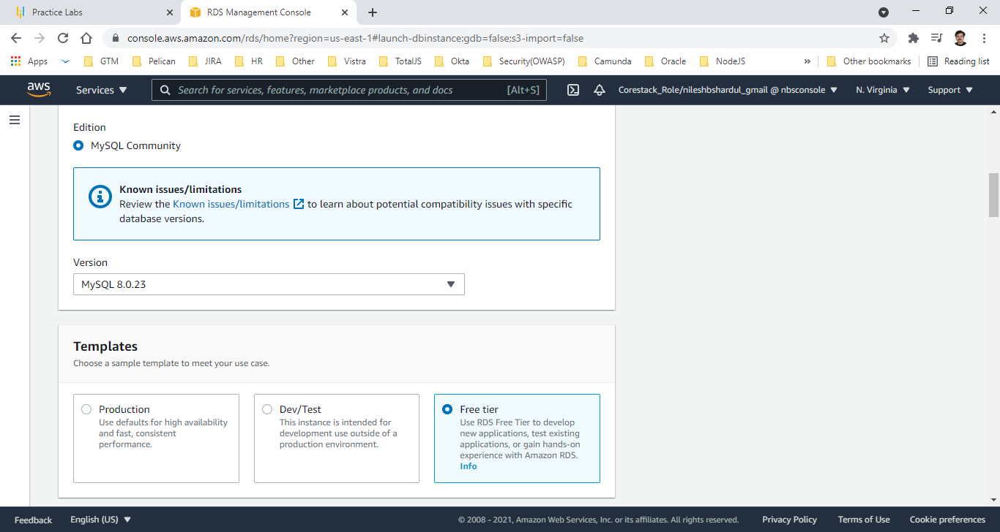 Practice Labs
RDS Management Console
console.aws.amazon.com/rds/home?region=us-east-1#launch-dbinstance:gdb=false;s3-import=false
Apps
GTM
Pelican
JIRA
HR
Other
Vistra
TotalJS
Okta
Security(OWASP)
Camunda
Oracle
NodeJS
»
Other bookmarks
Reading list
aws
Services
Search for services, features, marketplace products, and docs
[Alt+S]
Corestack_Role/nileshbshardul_gmail @ nbsconsole
N. Virginia
Support
Edition
MySQL Community
Known issues/limitations
Review the Known issues/limitations to learn about potential compatibility issues with specific
database versions.
Version
MySQL 8.0.23
Templates
Choose a sample template to meet your use case.
Production
Use defaults for high availability
and fast, consistent
performance.
Dev/Test
This instance is intended for
development use outside of a
production environment.
Free tier
Use RDS Free Tier to develop
new applications, test existing
applications, or gain hands-on
experience with Amazon RDS.
Info
Feedback
English (US)
© 2008 - 2021, Amazon Web Services, Inc. or its affiliates. All rights reserved.
Privacy Policy
Terms of Use
Cookie preferences